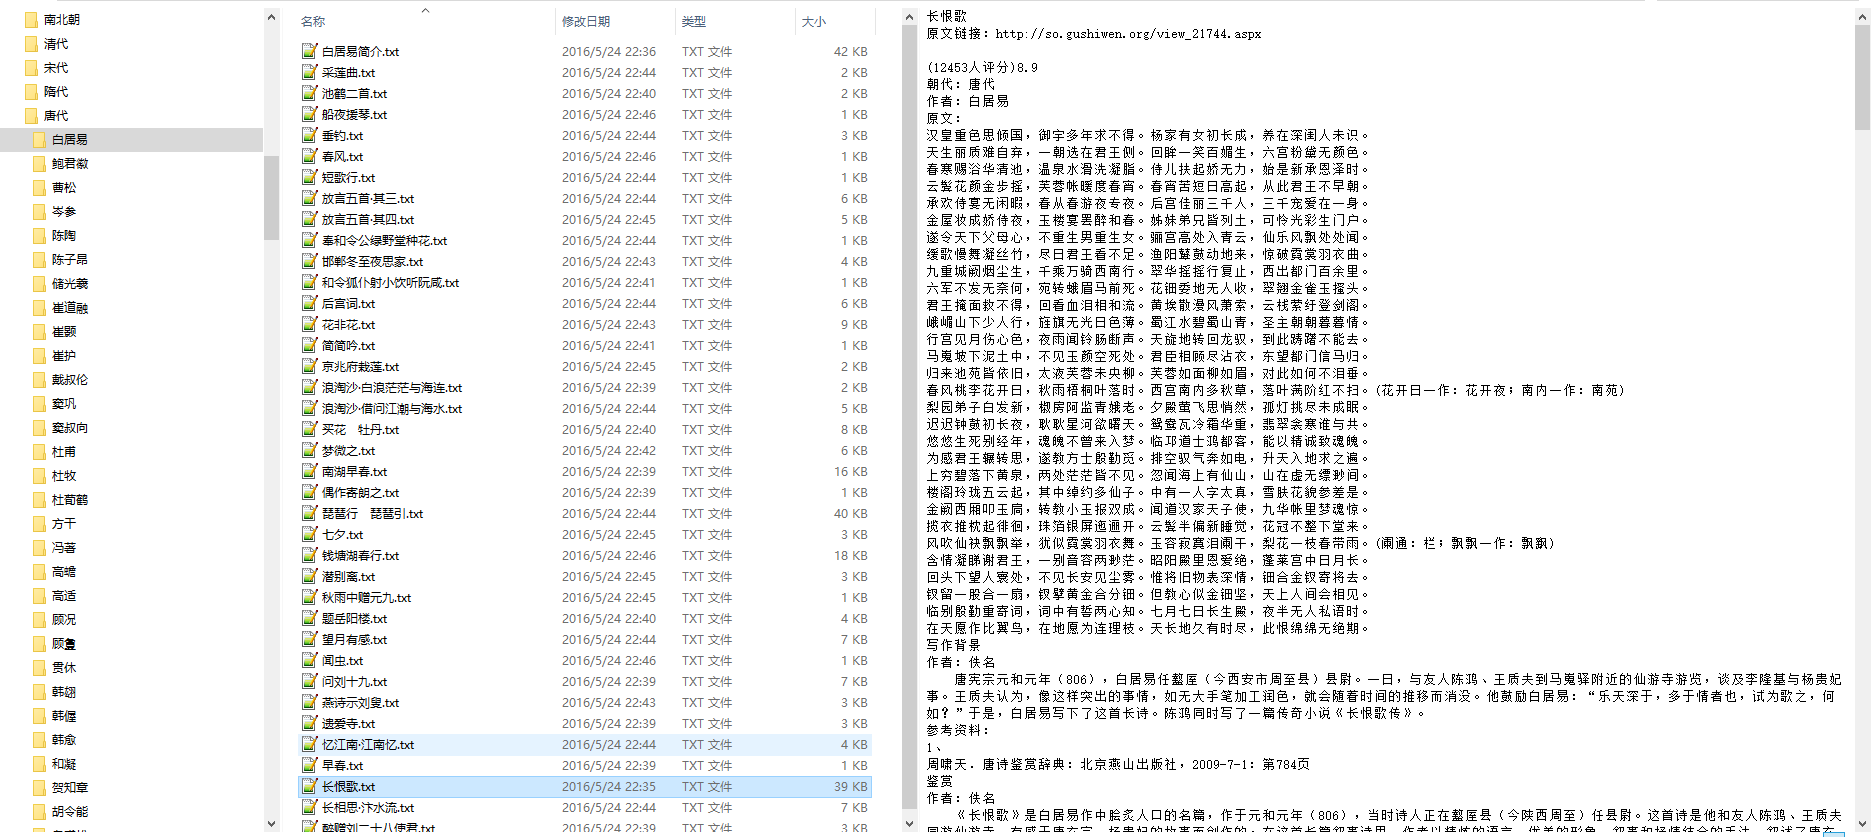 南北朝
清代
宋代
隋代
唐代
白居易
鲍君徽
曹松
岑参
陈陶
陈子昂
储光羲
崔道融
崔颢
崔护
戴叔伦
窦巩
窦叔向
杜甫
杜牧
杜荀鹤
方干
冯著
高蟾
高适
顾况
顾敻
贯休
韩翃
韩偓
韩愈
和凝
贺知章
胡令能
名称 修改日期 类型 大小
白居易简介.txt 2016/5/24 22:36 TXT 文件 42 KB
采莲曲.txt 2016/5/24 22:44 TXT 文件 2 KB
池鹤二首.txt 2016/5/24 22:40 TXT 文件 2 KB
船夜援琴.txt 2016/5/24 22:46 TXT 文件 1 KB
垂钓.txt 2016/5/24 22:44 TXT 文件 3 KB
春风.txt 2016/5/24 22:46 TXT 文件 1 KB
短歌行.txt 2016/5/24 22:44 TXT 文件 1 KB
放言五首·其三.txt 2016/5/24 22:44 TXT 文件 6 KB
放言五首·其四.txt 2016/5/24 22:45 TXT 文件 5 KB
奉和令公绿野堂种花.txt 2016/5/24 22:44 TXT 文件 1 KB
邯郸冬至夜思家.txt 2016/5/24 22:43 TXT 文件 4 KB
和令狐仆射小饮听阮咸.txt 2016/5/24 22:41 TXT 文件 1 KB
后宫词.txt 2016/5/24 22:44 TXT 文件 6 KB
花非花.txt 2016/5/24 22:43 TXT 文件 9 KB
简简吟.txt 2016/5/24 22:41 TXT 文件 1 KB
京兆府栽莲.txt 2016/5/24 22:45 TXT 文件 2 KB
浪淘沙·白浪茫茫与海连.txt 2016/5/24 22:39 TXT 文件 2 KB
浪淘沙·借问江潮与海水.txt 2016/5/24 22:44 TXT 文件 5 KB
买花　牡丹.txt 2016/5/24 22:40 TXT 文件 8 KB
梦微之.txt 2016/5/24 22:42 TXT 文件 6 KB
南湖早春.txt 2016/5/24 22:39 TXT 文件 16 KB
偶作寄朗之.txt 2016/5/24 22:39 TXT 文件 1 KB
琵琶行　琵琶引.txt 2016/5/24 22:44 TXT 文件 40 KB
七夕.txt 2016/5/24 22:44 TXT 文件 3 KB
钱塘湖春行.txt 2016/5/24 22:46 TXT 文件 18 KB
潜别离.txt 2016/5/24 22:45 TXT 文件 3 KB
秋雨中赠元九.txt 2016/5/24 22:45 TXT 文件 1 KB
题岳阳楼.txt 2016/5/24 22:40 TXT 文件 4 KB
望月有感.txt 2016/5/24 22:44 TXT 文件 7 KB
闻虫.txt 2016/5/24 22:46 TXT 文件 1 KB
问刘十九.txt 2016/5/24 22:45 TXT 文件 7 KB
燕诗示刘叟.txt 2016/5/24 22:43 TXT 文件 2 KB
遗爱寺.txt 2016/5/24 22:39 TXT 文件 3 KB
忆江南·江南忆.txt 2016/5/24 22:44 TXT 文件 4 KB
早春.txt 2016/5/24 22:39 TXT 文件 1 KB
长恨歌.txt 2016/5/24 22:35 TXT 文件 39 KB
长相思·汴水流.txt 2016/5/24 22:44 TXT 文件 7 KB
醉赠刘二十八使君.txt 2016/5/24 22:44 TXT 文件 3 KB
长恨歌
原文链接：http://so.gushiwen.org/view_21744.aspx
(12453人评分)8.9
朝代：唐代
作者：白居易
原文：
汉皇重色思倾国，御宇多年求不得。杨家有女初长成，养在深闺人未识。
天生丽质难自弃，一朝选在君王侧。回眸一笑百媚生，六宫粉黛无颜色。
春寒赐浴华清池，温泉水滑洗凝脂。侍儿扶起娇无力，始是新承恩泽时。
云鬓花颜金步摇，芙蓉帐暖度春宵。春宵苦短日高起，从此君王不早朝。
承欢侍宴无闲暇，春从春游夜专夜。后宫佳丽三千人，三千宠爱在一身。
金屋妆成娇侍夜，玉楼宴罢醉和春。姊妹弟兄皆列土，可怜光彩生门户。
遂令天下父母心，不重生男重生女。骊宫高处入青云，仙乐风飘处处闻。
缓歌慢舞凝丝竹，尽日君王看不足。渔阳鼙鼓动地来，惊破霓裳羽衣曲。
九重城阙烟尘生，千乘万骑西南行。翠华摇摇行复止，西出都门百余里。
六军不发无奈何，宛转蛾眉马前死。花钿委地无人收，翠翘金雀玉搔头。
君王掩面救不得，回看血泪相和流。黄埃散漫风萧索，云栈萦纡登剑阁。
峨嵋山下少人行，旌旗无光日色薄。蜀江水碧蜀山青，圣主朝朝暮暮情。
行宫见月伤心色，夜雨闻铃肠断声。天旋地转回龙驭，到此踌躇不能去。
马嵬坡下泥土中，不见玉颜空死处。君臣相顾尽沾衣，东望都门信马归。
归来池苑皆依旧，太液芙蓉未央柳。芙蓉如面柳如眉，对此如何不泪垂。
春风桃李花开日，秋雨梧桐叶落时。西宫南内多秋草，落叶满阶红不扫。(花开日一作：花开夜；南内一作：南苑)
梨园弟子白发新，椒房阿监青娥老。夕殿萤飞思悄然，孤灯挑尽未成眠。
迟迟钟鼓初长夜，耿耿星河欲曙天。鸳鸯瓦冷霜华重，翡翠衾寒谁与共。
悠悠生死别经年，魂魄不曾来入梦。临邛道士鸿都客，能以精诚致魂魄。
为感君王辗转思，遂教方士殷勤觅。排空驭气奔如电，升天入地求之遍。
上穷碧落下黄泉，两处茫茫皆不见。忽闻海上有仙山，山在虚无缥缈间。
楼阁玲珑五云起，其中绰约多仙子。中有一人字太真，雪肤花貌参差是。
金阙西厢叩玉扃，转教小玉报双成。闻道汉家天子使，九华帐里梦魂惊。
揽衣推枕起徘徊，珠箔银屏迤逦开。云鬓半偏新睡觉，花冠不整下堂来。
风吹仙袂飘飘举，犹似霓裳羽衣舞。玉容寂寞泪阑干，梨花一枝春带雨。(阑通：栏；飘飘一作：飘飖)
含情凝睇谢君王，一别音容两渺茫。昭阳殿里恩爱绝，蓬莱宫中日月长。
回头下望人寰处，不见长安见尘雾。惟将旧物表深情，钿合金钗寄将去。
钗留一股合一扇，钗擘黄金合分钿。但教心似金钿坚，天上人间会相见。
临别殷勤重寄词，词中有誓两心知。七月七日长生殿，夜半无人私语时。
在天愿作比翼鸟，在地愿为连理枝。天长地久有时尽，此恨绵绵无绝期。
写作背景
作者：佚名
唐宪宗元和元年（806），白居易任盩厔（今西安市周至县）县尉。一日，与友人陈鸿、王质夫到马嵬驿附近的仙游寺游览，谈及李隆基与杨贵妃
事。王质夫认为，像这样突出的事情，如无大手笔加工润色，就会随着时间的推移而消没。他鼓励白居易：“乐天深于，多于情者也，试为歌之，何
如？”于是，白居易写下了这首长诗。陈鸿同时写了一篇传奇小说《长恨歌传》。
参考资料：
1、
周啸天．唐诗鉴赏辞典：北京燕山出版社，2009-7-1：第784页
鉴赏
作者：佚名
《长恨歌》是白居易作中脍炙人口的名篇，作于元和元年（806），当时诗人正在盩厔县（今陕西周至）任县尉。这首诗是他和友人陈鸿、王质夫